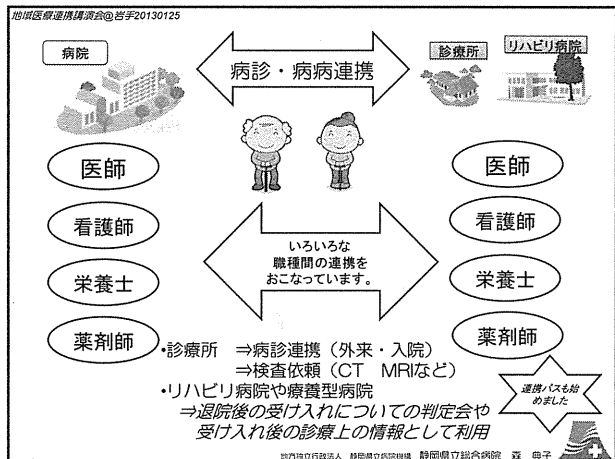 地域医療連携講演会@岩手20130125
病院
病診・病病連携
診療所
リハビリ病院
医師
看護師
栄養士
薬剤師
いろいろな
職種間の連携を
おこなっています。
医師
看護師
栄養士
薬剤師
・診療所 ⇒病診連携（外来・入院）
⇒検査依頼（CT MRIなど）
・リハビリ病院や療養型病院
⇒退院後の受け入れについての判定会や
受け入れ後の診療上の情報として利用
連携パスも始
めました
地方独立行政法人 静岡県立病院機構 静岡県立総合病院 森 典子